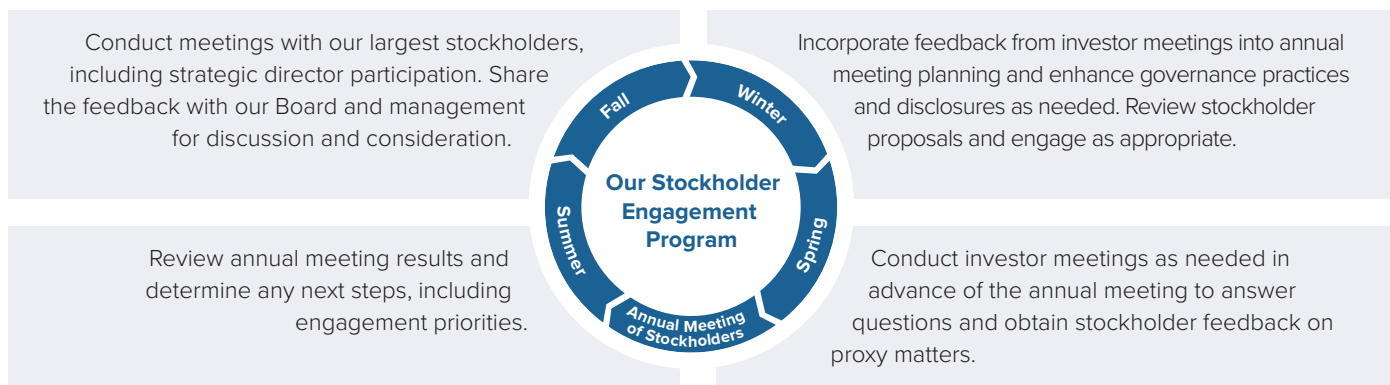 Conduct meetings with our largest stockholders,
including strategic director participation. Share
the feedback with our Board and management
for discussion and consideration.
Incorporate feedback from investor meetings into annual
meeting planning and enhance governance practices
and disclosures as needed. Review stockholder
proposals and engage as appropriate.
Fall
Winter
Our Stockholder
Engagement
Program
Summer
Spring
Annual Meeting
of Stockholders
Review annual meeting results and
determine any next steps, including
engagement priorities.
Conduct investor meetings as needed in
advance of the annual meeting to answer
questions and obtain stockholder feedback on
proxy matters.